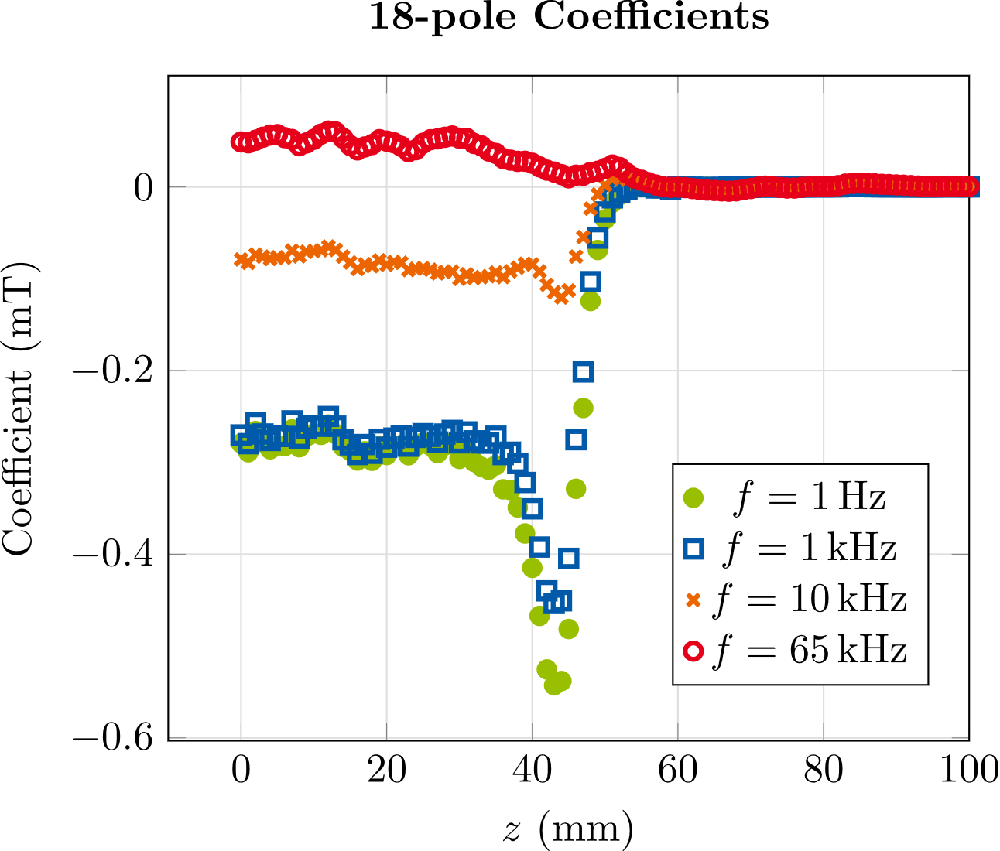 18-pole Coefficients
Coefficient (mT)
0
−0.2
−0.4
−0.6
0 20 40 60 80 100
z (mm)
f = 1 Hz
f = 1 kHz
f = 10 kHz
f = 65 kHz